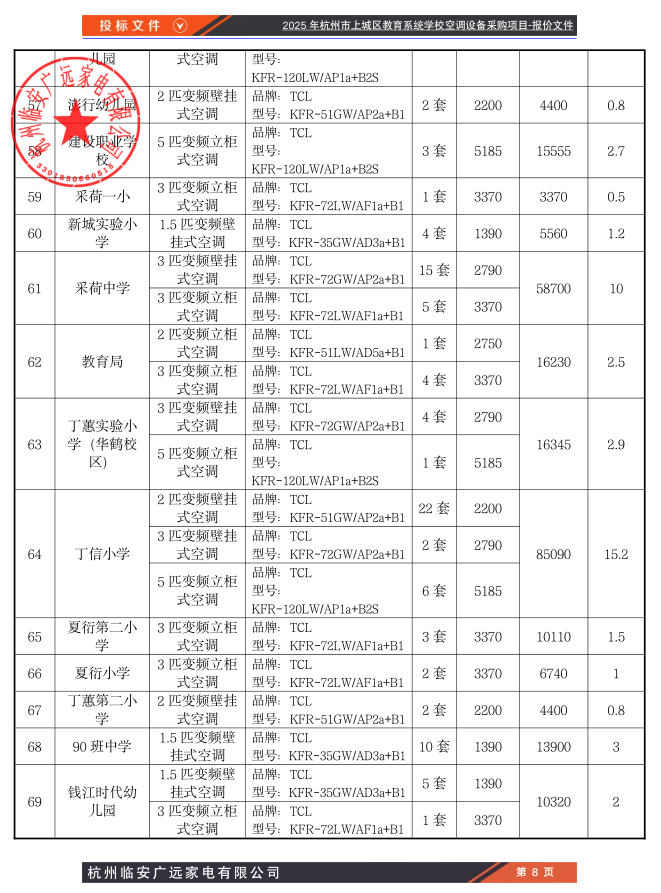 投标文件
2025 年杭州市上城区教育系统学校空调设备采购项目-报价文件
儿园 式空调 型号:
KFR-120LW/AP1a+B2S
57 澎行幼儿园 2 匹变频壁挂式空调 品牌: TCL 2 套 2200 4400 0.8
型号: KFR-51GW/AP2a+B1
58 建设职业学校 5 匹变频立柜式空调 品牌: TCL 3 套 5185 15555 2.7
型号:
KFR-120LW/AP1a+B2S
59 采荷一小 3 匹变频立柜式空调 品牌: TCL 1 套 3370 3370 0.5
型号: KFR-72LW/AF1a+B1
60 新城实验小学 1.5 匹变频壁挂式空调 品牌: TCL 4 套 1390 5560 1.2
型号: KFR-35GW/AD3a+B1
61 采荷中学 3 匹变频壁挂式空调 品牌: TCL 15 套 2790 58700 10
型号: KFR-72GW/AP2a+B1
3 匹变频立柜式空调 品牌: TCL 5 套 3370
型号: KFR-72LW/AF1a+B1
62 教育局 2 匹变频立柜式空调 品牌: TCL 1 套 2750 16230 2.5
型号: KFR-51LW/AD5a+B1
3 匹变频立柜式空调 品牌: TCL 4 套 3370
型号: KFR-72LW/AF1a+B1
63 丁蕙实验小学（华鹤校区） 3 匹变频壁挂式空调 品牌: TCL 4 套 2790 16345 2.9
型号: KFR-72GW/AP2a+B1
5 匹变频立柜式空调 品牌: TCL 1 套 5185
型号:
KFR-120LW/AP1a+B2S
64 丁信小学 2 匹变频壁挂式空调 品牌: TCL 22 套 2200 85090 15.2
型号: KFR-51GW/AP2a+B1
3 匹变频壁挂式空调 品牌: TCL 2 套 2790
型号: KFR-72GW/AP2a+B1
5 匹变频立柜式空调 品牌: TCL 6 套 5185
型号:
KFR-120LW/AP1a+B2S
65 夏衍第二小学 3 匹变频立柜式空调 品牌: TCL 3 套 3370 10110 1.5
型号: KFR-72LW/AF1a+B1
66 夏衍小学 3 匹变频立柜式空调 品牌: TCL 2 套 3370 6740 1
型号: KFR-72LW/AF1a+B1
67 丁蕙第二小学 2 匹变频壁挂式空调 品牌: TCL 2 套 2200 4400 0.8
型号: KFR-51GW/AP2a+B1
68 90 班中学 1.5 匹变频壁挂式空调 品牌: TCL 10 套 1390 13900 3
型号: KFR-35GW/AD3a+B1
69 钱江时代幼儿园 1.5 匹变频壁挂式空调 品牌: TCL 5 套 1390 10320 2
型号: KFR-35GW/AD3a+B1
3 匹变频立柜式空调 品牌: TCL 1 套 3370
型号: KFR-72LW/AF1a+B1
杭州临安广远家电有限公司
杭州临安广远家电有限公司
第 8 页